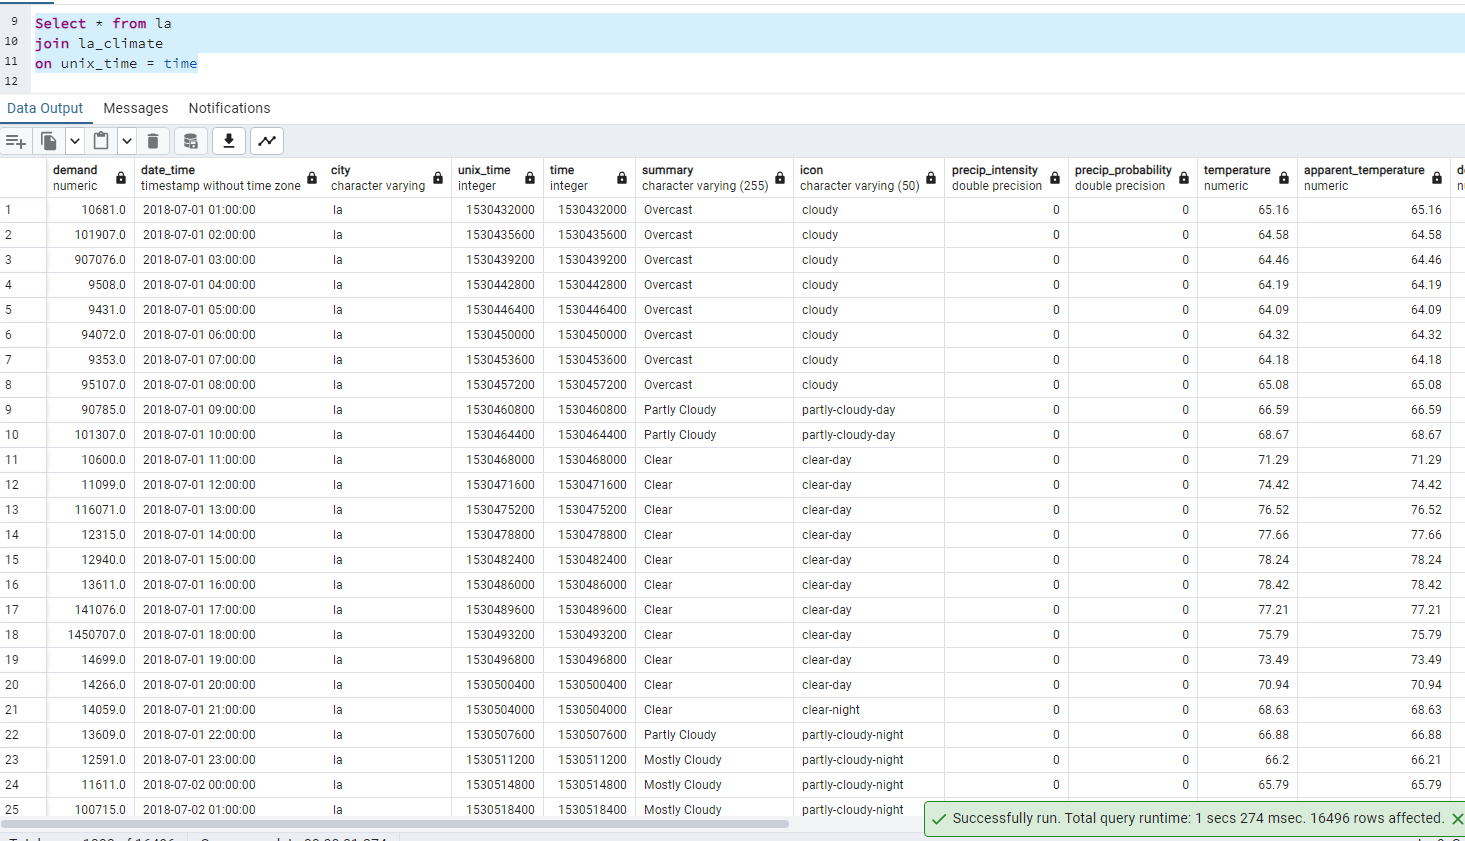 9 Select * from la
10 join la_climate
11 on unix_time = time
12
Data Output Messages Notifications
demand date_time city unix_time time summary icon precip_intensity precip_probability temperature apparent_temperature
numeric timestamp without time zone character varying integer integer character varying (255) character varying (50) double precision double precision numeric numeric
1 10681.0 2018-07-01 01:00:00 la 1530432000 1530432000 Overcast cloudy 0 0 65.16 65.16
2 101907.0 2018-07-01 02:00:00 la 1530435600 1530435600 Overcast cloudy 0 0 64.58 64.58
3 907076.0 2018-07-01 03:00:00 la 1530439200 1530439200 Overcast cloudy 0 0 64.46 64.46
4 9508.0 2018-07-01 04:00:00 la 1530442800 1530442800 Overcast cloudy 0 0 64.19 64.19
5 9431.0 2018-07-01 05:00:00 la 1530446400 1530446400 Overcast cloudy 0 0 64.09 64.09
6 94072.0 2018-07-01 06:00:00 la 1530450000 1530450000 Overcast cloudy 0 0 64.32 64.32
7 9353.0 2018-07-01 07:00:00 la 1530453600 1530453600 Overcast cloudy 0 0 64.18 64.18
8 95107.0 2018-07-01 08:00:00 la 1530457200 1530457200 Overcast cloudy 0 0 65.08 65.08
9 90785.0 2018-07-01 09:00:00 la 1530460800 1530460800 Partly Cloudy partly-cloudy-day 0 0 66.59 66.59
10 101307.0 2018-07-01 10:00:00 la 1530464400 1530464400 Partly Cloudy partly-cloudy-day 0 0 68.67 68.67
11 10600.0 2018-07-01 11:00:00 la 1530468000 1530468000 Clear clear-day 0 0 71.29 71.29
12 11099.0 2018-07-01 12:00:00 la 1530471600 1530471600 Clear clear-day 0 0 74.42 74.42
13 116071.0 2018-07-01 13:00:00 la 1530475200 1530475200 Clear clear-day 0 0 76.52 76.52
14 12315.0 2018-07-01 14:00:00 la 1530478800 1530478800 Clear clear-day 0 0 77.66 77.66
15 12940.0 2018-07-01 15:00:00 la 1530482400 1530482400 Clear clear-day 0 0 78.24 78.24
16 13611.0 2018-07-01 16:00:00 la 1530486000 1530486000 Clear clear-day 0 0 78.42 78.42
17 141076.0 2018-07-01 17:00:00 la 1530489600 1530489600 Clear clear-day 0 0 77.21 77.21
18 1450707.0 2018-07-01 18:00:00 la 1530493200 1530493200 Clear clear-day 0 0 75.79 75.79
19 14699.0 2018-07-01 19:00:00 la 1530496800 1530496800 Clear clear-day 0 0 73.49 73.49
20 14266.0 2018-07-01 20:00:00 la 1530500400 1530500400 Clear clear-day 0 0 70.94 70.94
21 14059.0 2018-07-01 21:00:00 la 1530504000 1530504000 Clear clear-night 0 0 68.63 68.63
22 13609.0 2018-07-01 22:00:00 la 1530507600 1530507600 Partly Cloudy partly-cloudy-night 0 0 66.88 66.88
23 12591.0 2018-07-01 23:00:00 la 1530511200 1530511200 Mostly Cloudy partly-cloudy-night 0 0 66.2 66.21
24 11611.0 2018-07-02 00:00:00 la 1530514800 1530514800 Mostly Cloudy partly-cloudy-night 0 0 65.79 65.79
25 100715.0 2018-07-02 01:00:00 la 1530518400 1530518400 Mostly Cloudy partly-cloudy-night
Successfully run. Total query runtime: 1 secs 274 msec. 16496 rows affected.